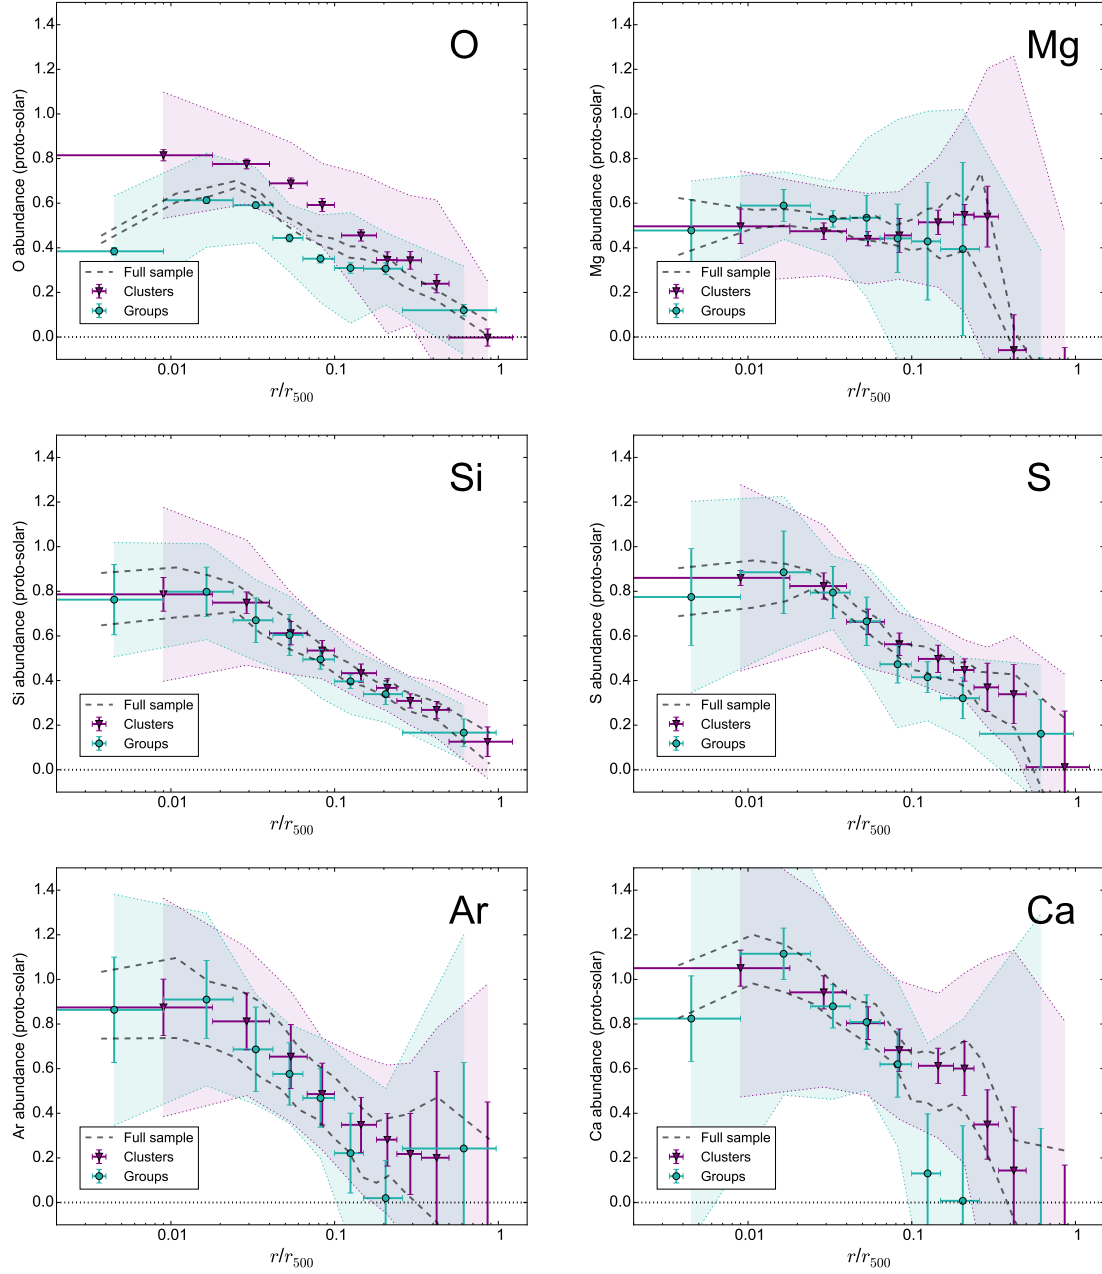 O
1.4
1.2
1.0
0.8
0.6
0.4
0.2
0.0
O abundance (proto-solar)
Full sample
Clusters
Groups
0.01
0.1
1
r/r500
Mg
1.4
1.2
1.0
0.8
0.6
0.4
0.2
0.0
Mg abundance (proto-solar)
Full sample
Clusters
Groups
0.01
0.1
1
r/r500
Si
1.4
1.2
1.0
0.8
0.6
0.4
0.2
0.0
Si abundance (proto-solar)
Full sample
Clusters
Groups
0.01
0.1
1
r/r500
S
1.4
1.2
1.0
0.8
0.6
0.4
0.2
0.0
S abundance (proto-solar)
Full sample
Clusters
Groups
0.01
0.1
1
r/r500
Ar
1.4
1.2
1.0
0.8
0.6
0.4
0.2
0.0
Ar abundance (proto-solar)
Full sample
Clusters
Groups
0.01
0.1
1
r/r500
Ca
1.4
1.2
1.0
0.8
0.6
0.4
0.2
0.0
Ca abundance (proto-solar)
Full sample
Clusters
Groups
0.01
0.1
1
r/r500